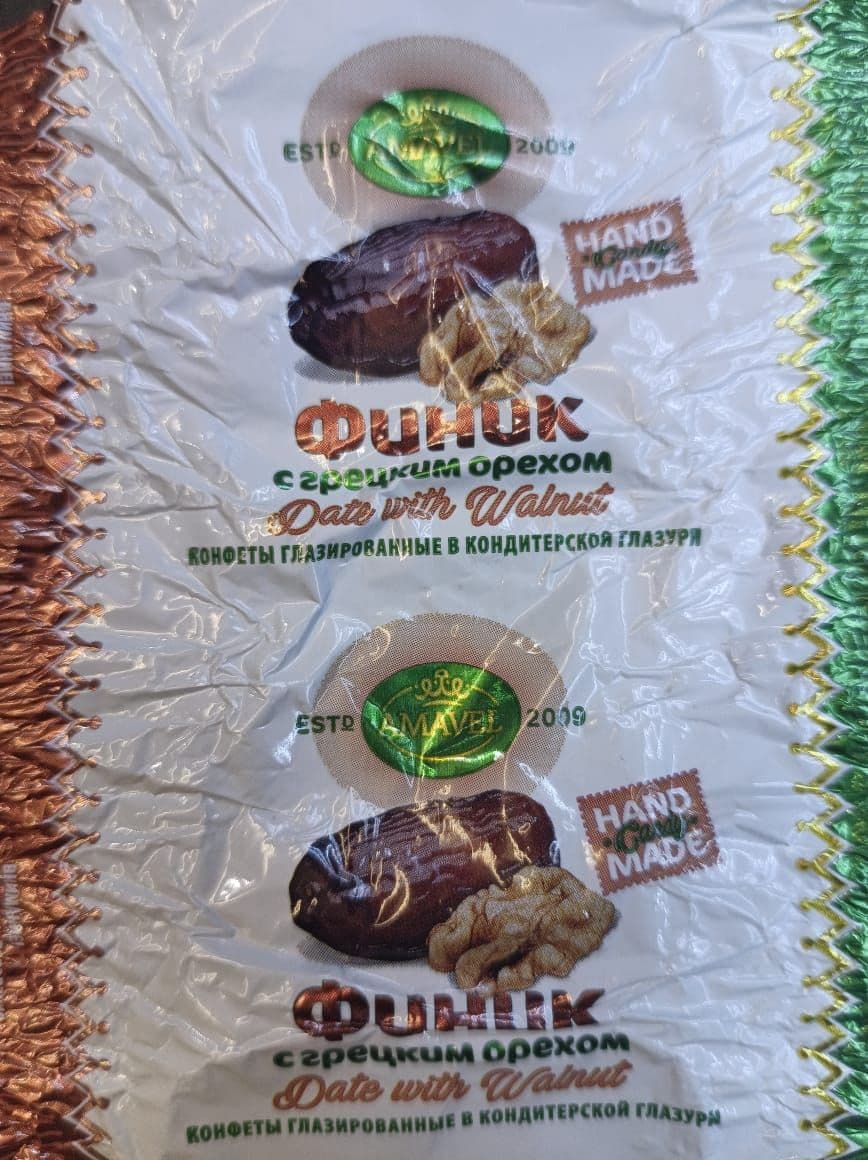 ESTD AMAVEL 2009
HAND
Candy
MADE
Финик
с грецким орехом
Date with Walnut
КОНФЕТЫ ГЛАЗИРОВАННЫЕ В КОНДИТЕРСКОЙ ГЛАЗУРИ
ESTD AMAVEL 2009
HAND
Candy
MADE
Финик
с грецким орехом
Date with Walnut
КОНФЕТЫ ГЛАЗИРОВАННЫЕ В КОНДИТЕРСКОЙ ГЛАЗУРИ